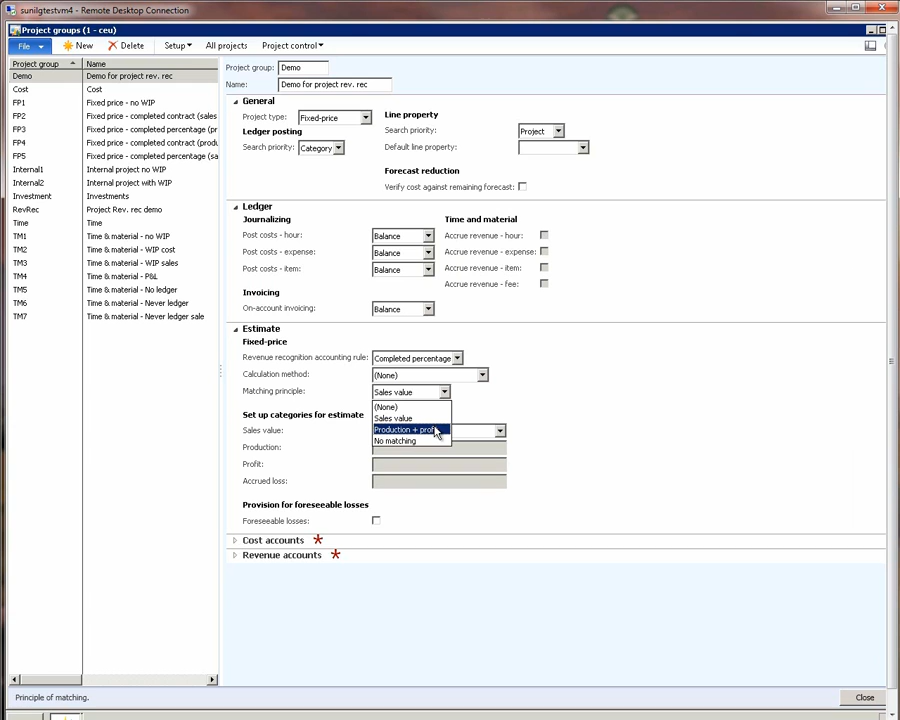 sunilgtestvm4 - Remote Desktop Connection
Project groups (1 - ceu)
File New Delete Setup All projects Project control
Project group Name
Demo Demo for project rev. rec
Cost Cost
FP1 Fixed price - no WIP
FP2 Fixed price - completed contract (sales
FP3 Fixed price - completed percentage (pr
FP4 Fixed price - completed contract (produ
FP5 Fixed price - completed percentage (sa
Internal1 Internal project no WIP
Internal2 Internal project with WIP
Investment Investments
RevRec Project Rev. rec demo
Time Time
TM1 Time & material - no WIP
TM2 Time & material - WIP cost
TM3 Time & material - WIP sales
TM4 Time & material - P&L
TM5 Time & material - No ledger
TM6 Time & material - Never ledger
TM7 Time & material - Never ledger sale
Project group: Demo
Name: Demo for project rev. rec
General
Project type: Fixed-price
Ledger posting
Search priority: Category
Line property
Search priority: Project
Default line property:
Forecast reduction
Verify cost against remaining forecast:
Ledger
Journalizing
Post costs - hour: Balance
Post costs - expense: Balance
Post costs - item: Balance
Invoicing
On-account invoicing: Balance
Time and material
Accrue revenue - hour:
Accrue revenue - expense:
Accrue revenue - item:
Accrue revenue - fee:
Estimate
Fixed-price
Revenue recognition accounting rule: Completed percentage
Calculation method: (None)
Matching principle: Sales value
(None)
Sales value
Production + profit
No matching
Set up categories for estimate
Sales value:
Production:
Profit:
Accrued loss:
Provision for foreseeable losses
Foreseeable losses:
Cost accounts *
Revenue accounts *
Principle of matching.
Close